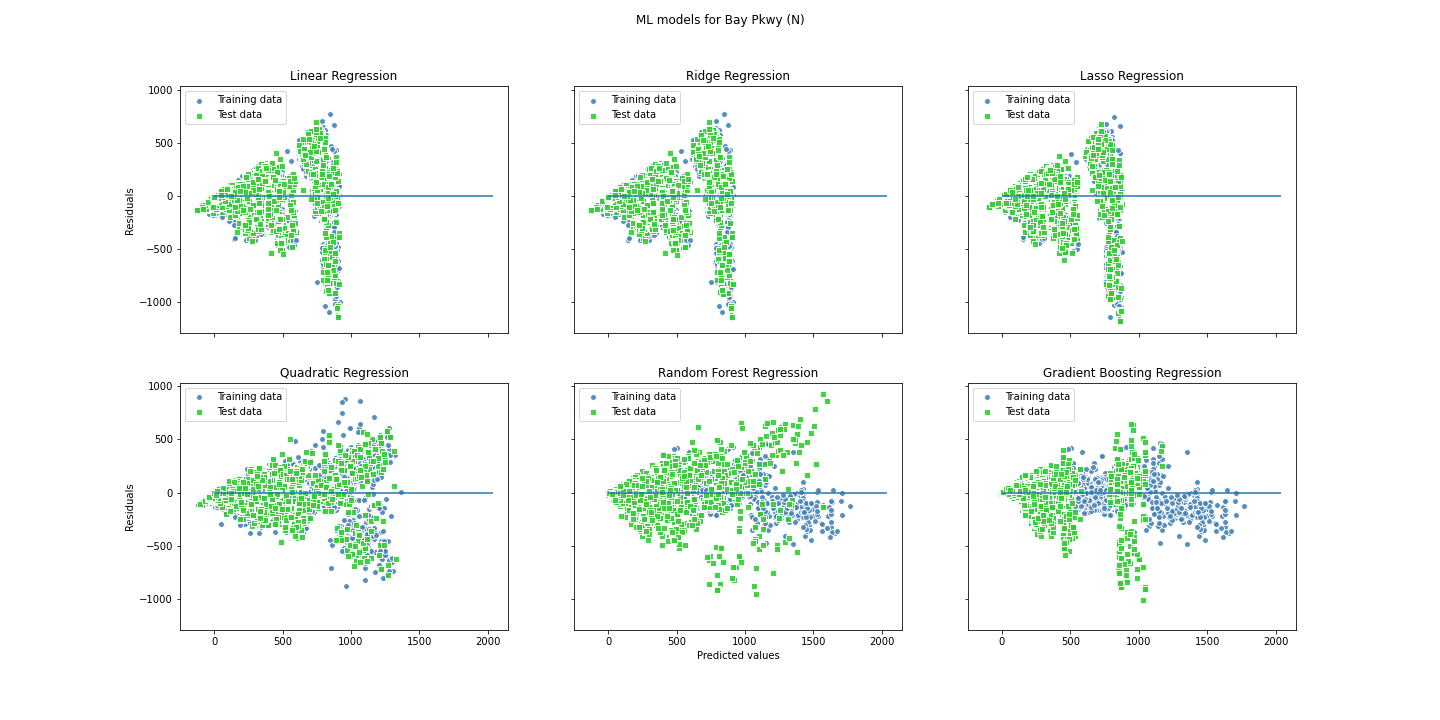 ML models for Bay Pkwy (N)
Linear Regression
Ridge Regression
Lasso Regression
Training data
Test data
Training data
Test data
Training data
Test data
1000
500
0
−500
−1000
Residuals
Quadratic Regression
Random Forest Regression
Gradient Boosting Regression
Training data
Test data
Training data
Test data
Training data
Test data
1000
500
0
−500
−1000
Residuals
0 500 1000 1500 2000
0 500 1000 1500 2000
0 500 1000 1500 2000
Predicted values